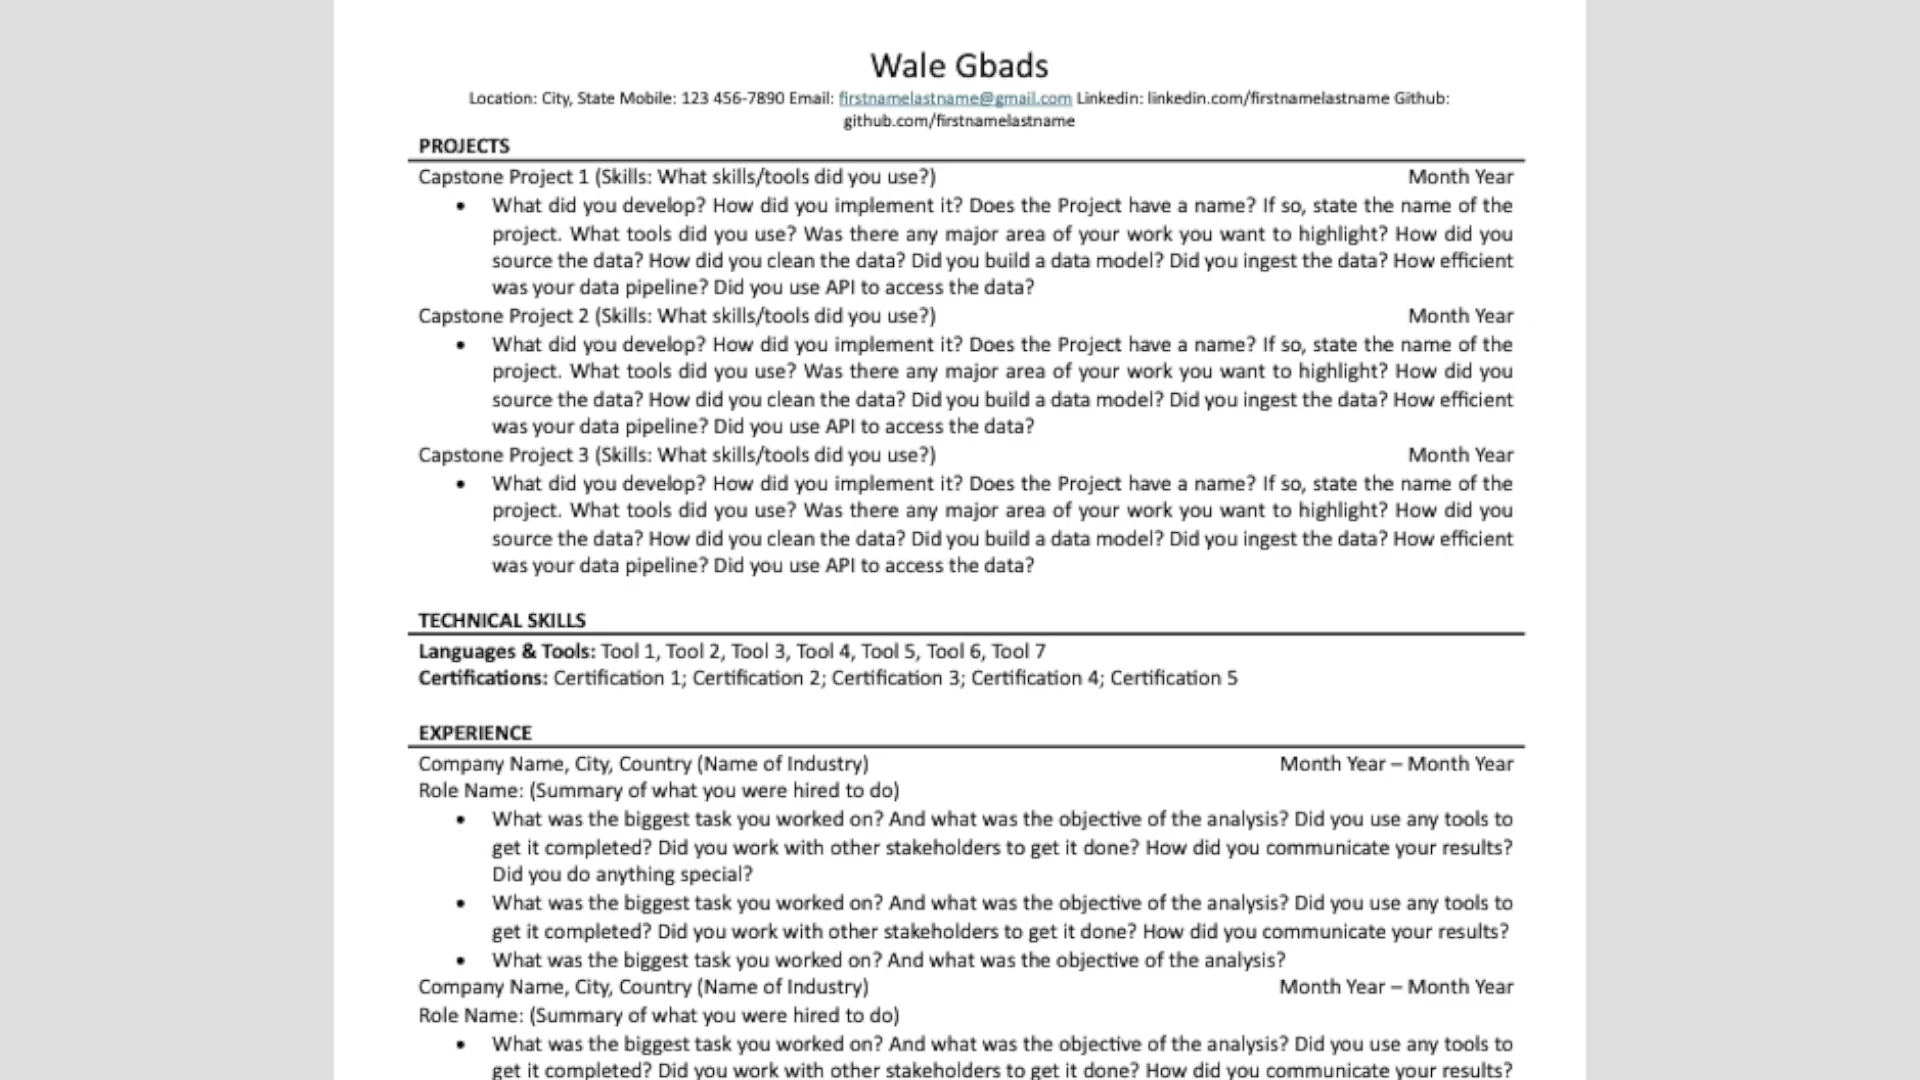 Wale Gbads
Location: City, State Mobile: 123 456-7890 Email: firstnamelastname@gmail.com Linkedin: linkedin.com/firstnamelastname Github:
github.com/firstnamelastname
PROJECTS
Capstone Project 1 (Skills: What skills/tools did you use?) Month Year
• What did you develop? How did you implement it? Does the Project have a name? If so, state the name of the
project. What tools did you use? Was there any major area of your work you want to highlight? How did you
source the data? How did you clean the data? Did you build a data model? Did you ingest the data? How efficient
was your data pipeline? Did you use API to access the data?
Capstone Project 2 (Skills: What skills/tools did you use?) Month Year
• What did you develop? How did you implement it? Does the Project have a name? If so, state the name of the
project. What tools did you use? Was there any major area of your work you want to highlight? How did you
source the data? How did you clean the data? Did you build a data model? Did you ingest the data? How efficient
was your data pipeline? Did you use API to access the data?
Capstone Project 3 (Skills: What skills/tools did you use?) Month Year
• What did you develop? How did you implement it? Does the Project have a name? If so, state the name of the
project. What tools did you use? Was there any major area of your work you want to highlight? How did you
source the data? How did you clean the data? Did you build a data model? Did you ingest the data? How efficient
was your data pipeline? Did you use API to access the data?
TECHNICAL SKILLS
Languages & Tools: Tool 1, Tool 2, Tool 3, Tool 4, Tool 5, Tool 6, Tool 7
Certifications: Certification 1; Certification 2; Certification 3; Certification 4; Certification 5
EXPERIENCE
Company Name, City, Country (Name of Industry) Month Year – Month Year
Role Name: (Summary of what you were hired to do)
• What was the biggest task you worked on? And what was the objective of the analysis? Did you use any tools to
get it completed? Did you work with other stakeholders to get it done? How did you communicate your results?
Did you do anything special?
• What was the biggest task you worked on? And what was the objective of the analysis? Did you use any tools to
get it completed? Did you work with other stakeholders to get it done? How did you communicate your results?
• What was the biggest task you worked on? And what was the objective of the analysis?
Company Name, City, Country (Name of Industry) Month Year – Month Year
Role Name: (Summary of what you were hired to do)
• What was the biggest task you worked on? And what was the objective of the analysis? Did you use any tools to
get it completed? Did you work with other stakeholders to get it done? How did you communicate your results?